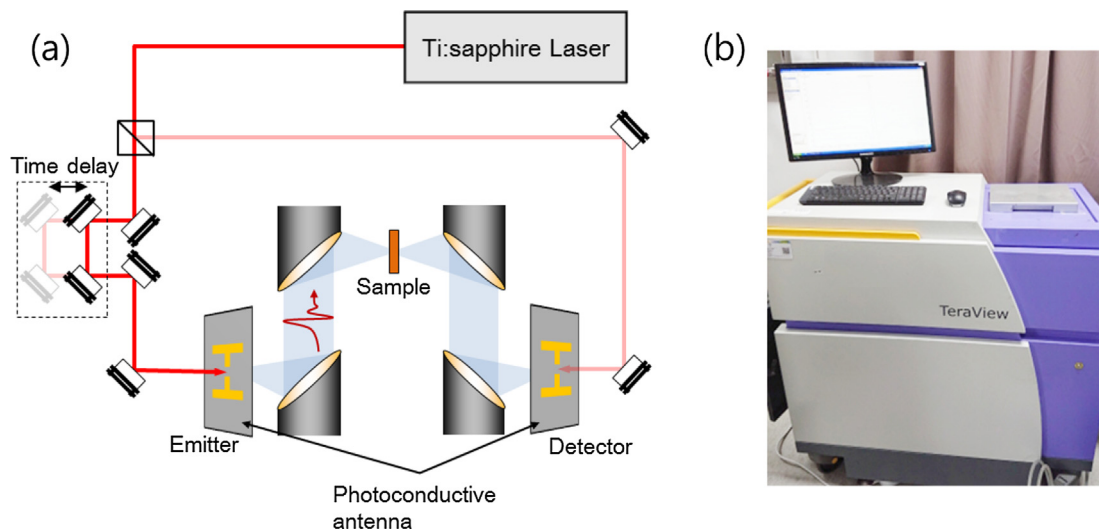 (a)
Ti:sapphire Laser
(b)
Time delay
Sample
TeraView
Emitter
Detector
Photoconductive
antenna